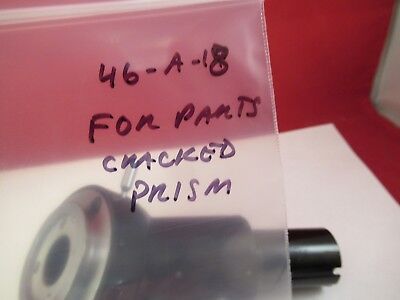 46-A-18
FOR PARTS
CRACKED
PRISM